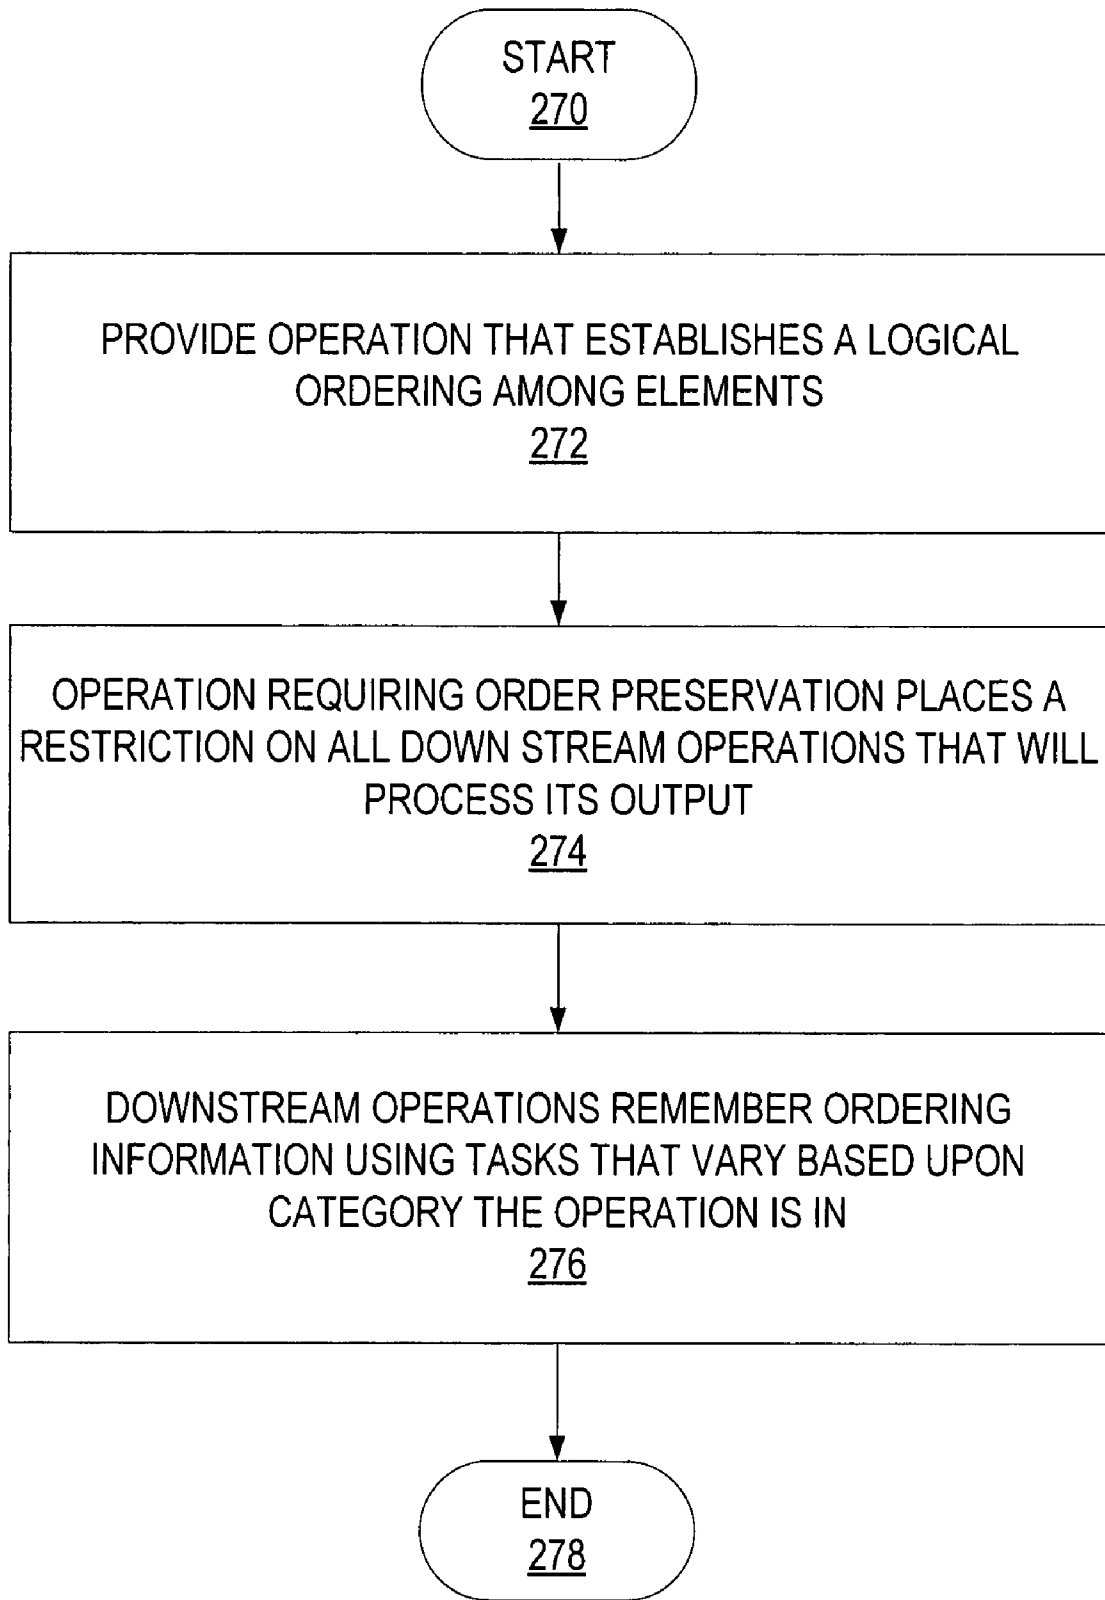 START
270
PROVIDE OPERATION THAT ESTABLISHES A LOGICAL
ORDERING AMONG ELEMENTS
272
OPERATION REQUIRING ORDER PRESERVATION PLACES A
RESTRICTION ON ALL DOWN STREAM OPERATIONS THAT WILL
PROCESS ITS OUTPUT
274
DOWNSTREAM OPERATIONS REMEMBER ORDERING
INFORMATION USING TASKS THAT VARY BASED UPON
CATEGORY THE OPERATION IS IN
276
END
278